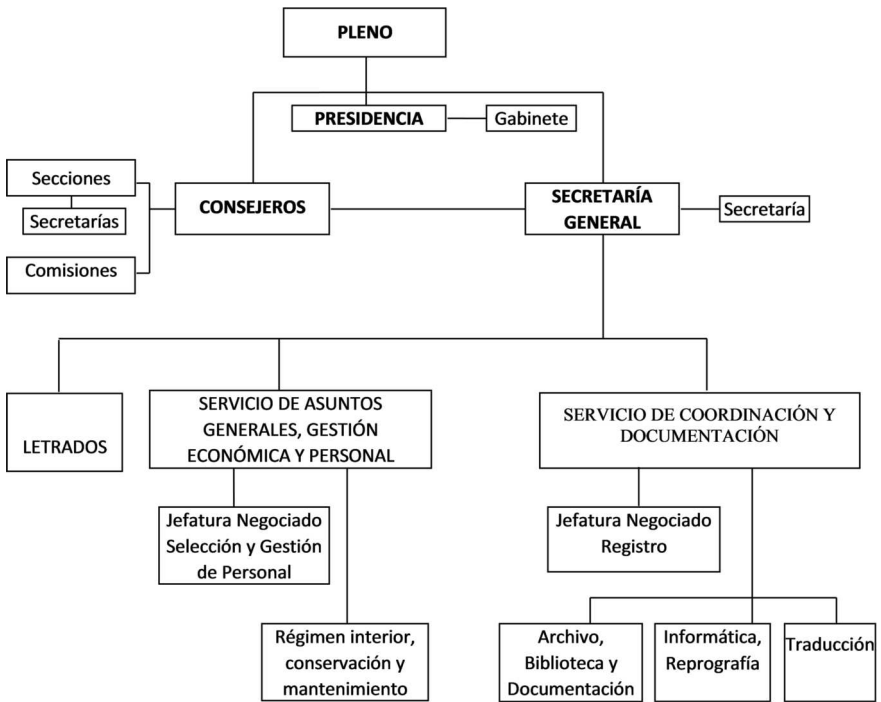 PLENO
PRESIDENCIA
Gabinete
Secciones
Secretarías
Comisiones
CONSEJEROS
SECRETARÍA
GENERAL
Secretaría
LETRADOS
SERVICIO DE ASUNTOS
GENERALES, GESTIÓN
ECONÓMICA Y PERSONAL
SERVICIO DE COORDINACIÓN Y
DOCUMENTACIÓN
Jefatura Negociado
Selección y Gestión
de Personal
Jefatura Negociado
Registro
Régimen interior,
conservación y
mantenimiento
Archivo,
Biblioteca y
Documentación
Informática,
Reprografía
Traducción